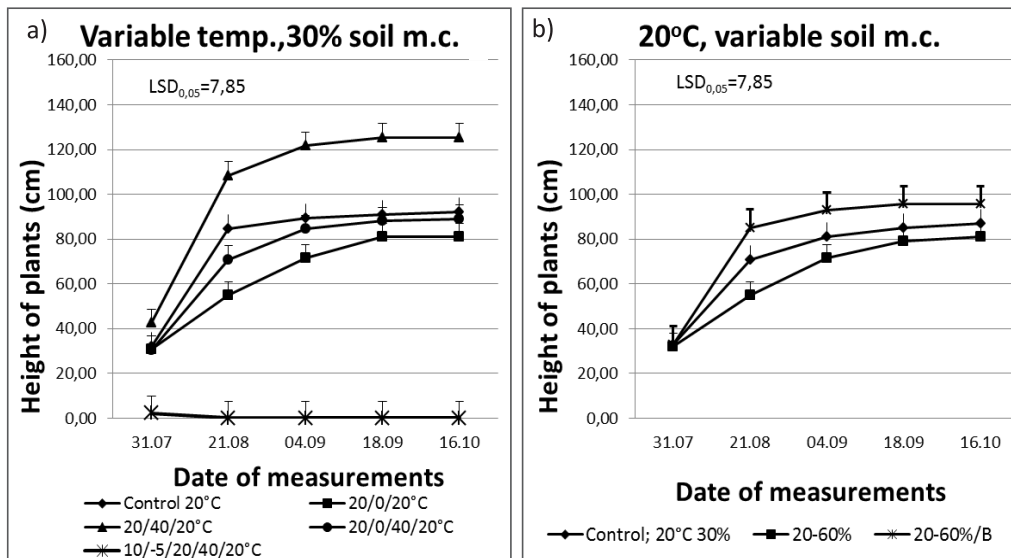 a)
Variable temp.,30% soil m.c.
160,00
140,00
120,00
100,00
80,00
60,00
40,00
20,00
0,00
LSD0,05=7,85
Height of plants (cm)
31.07 21.08 04.09 18.09 16.10
Date of measurements
Control 20°C 20/0/20°C
20/40/20°C 20/0/40/20°C
10/-5/20/40/20°C
b)
20°C, variable soil m.c.
160,00
140,00
120,00
100,00
80,00
60,00
40,00
20,00
0,00
LSD0,05=7,85
Height of plants (cm)
31.07 21.08 04.09 18.09 16.10
Date of measurements
Control; 20°C 30% 20-60% 20-60%/B